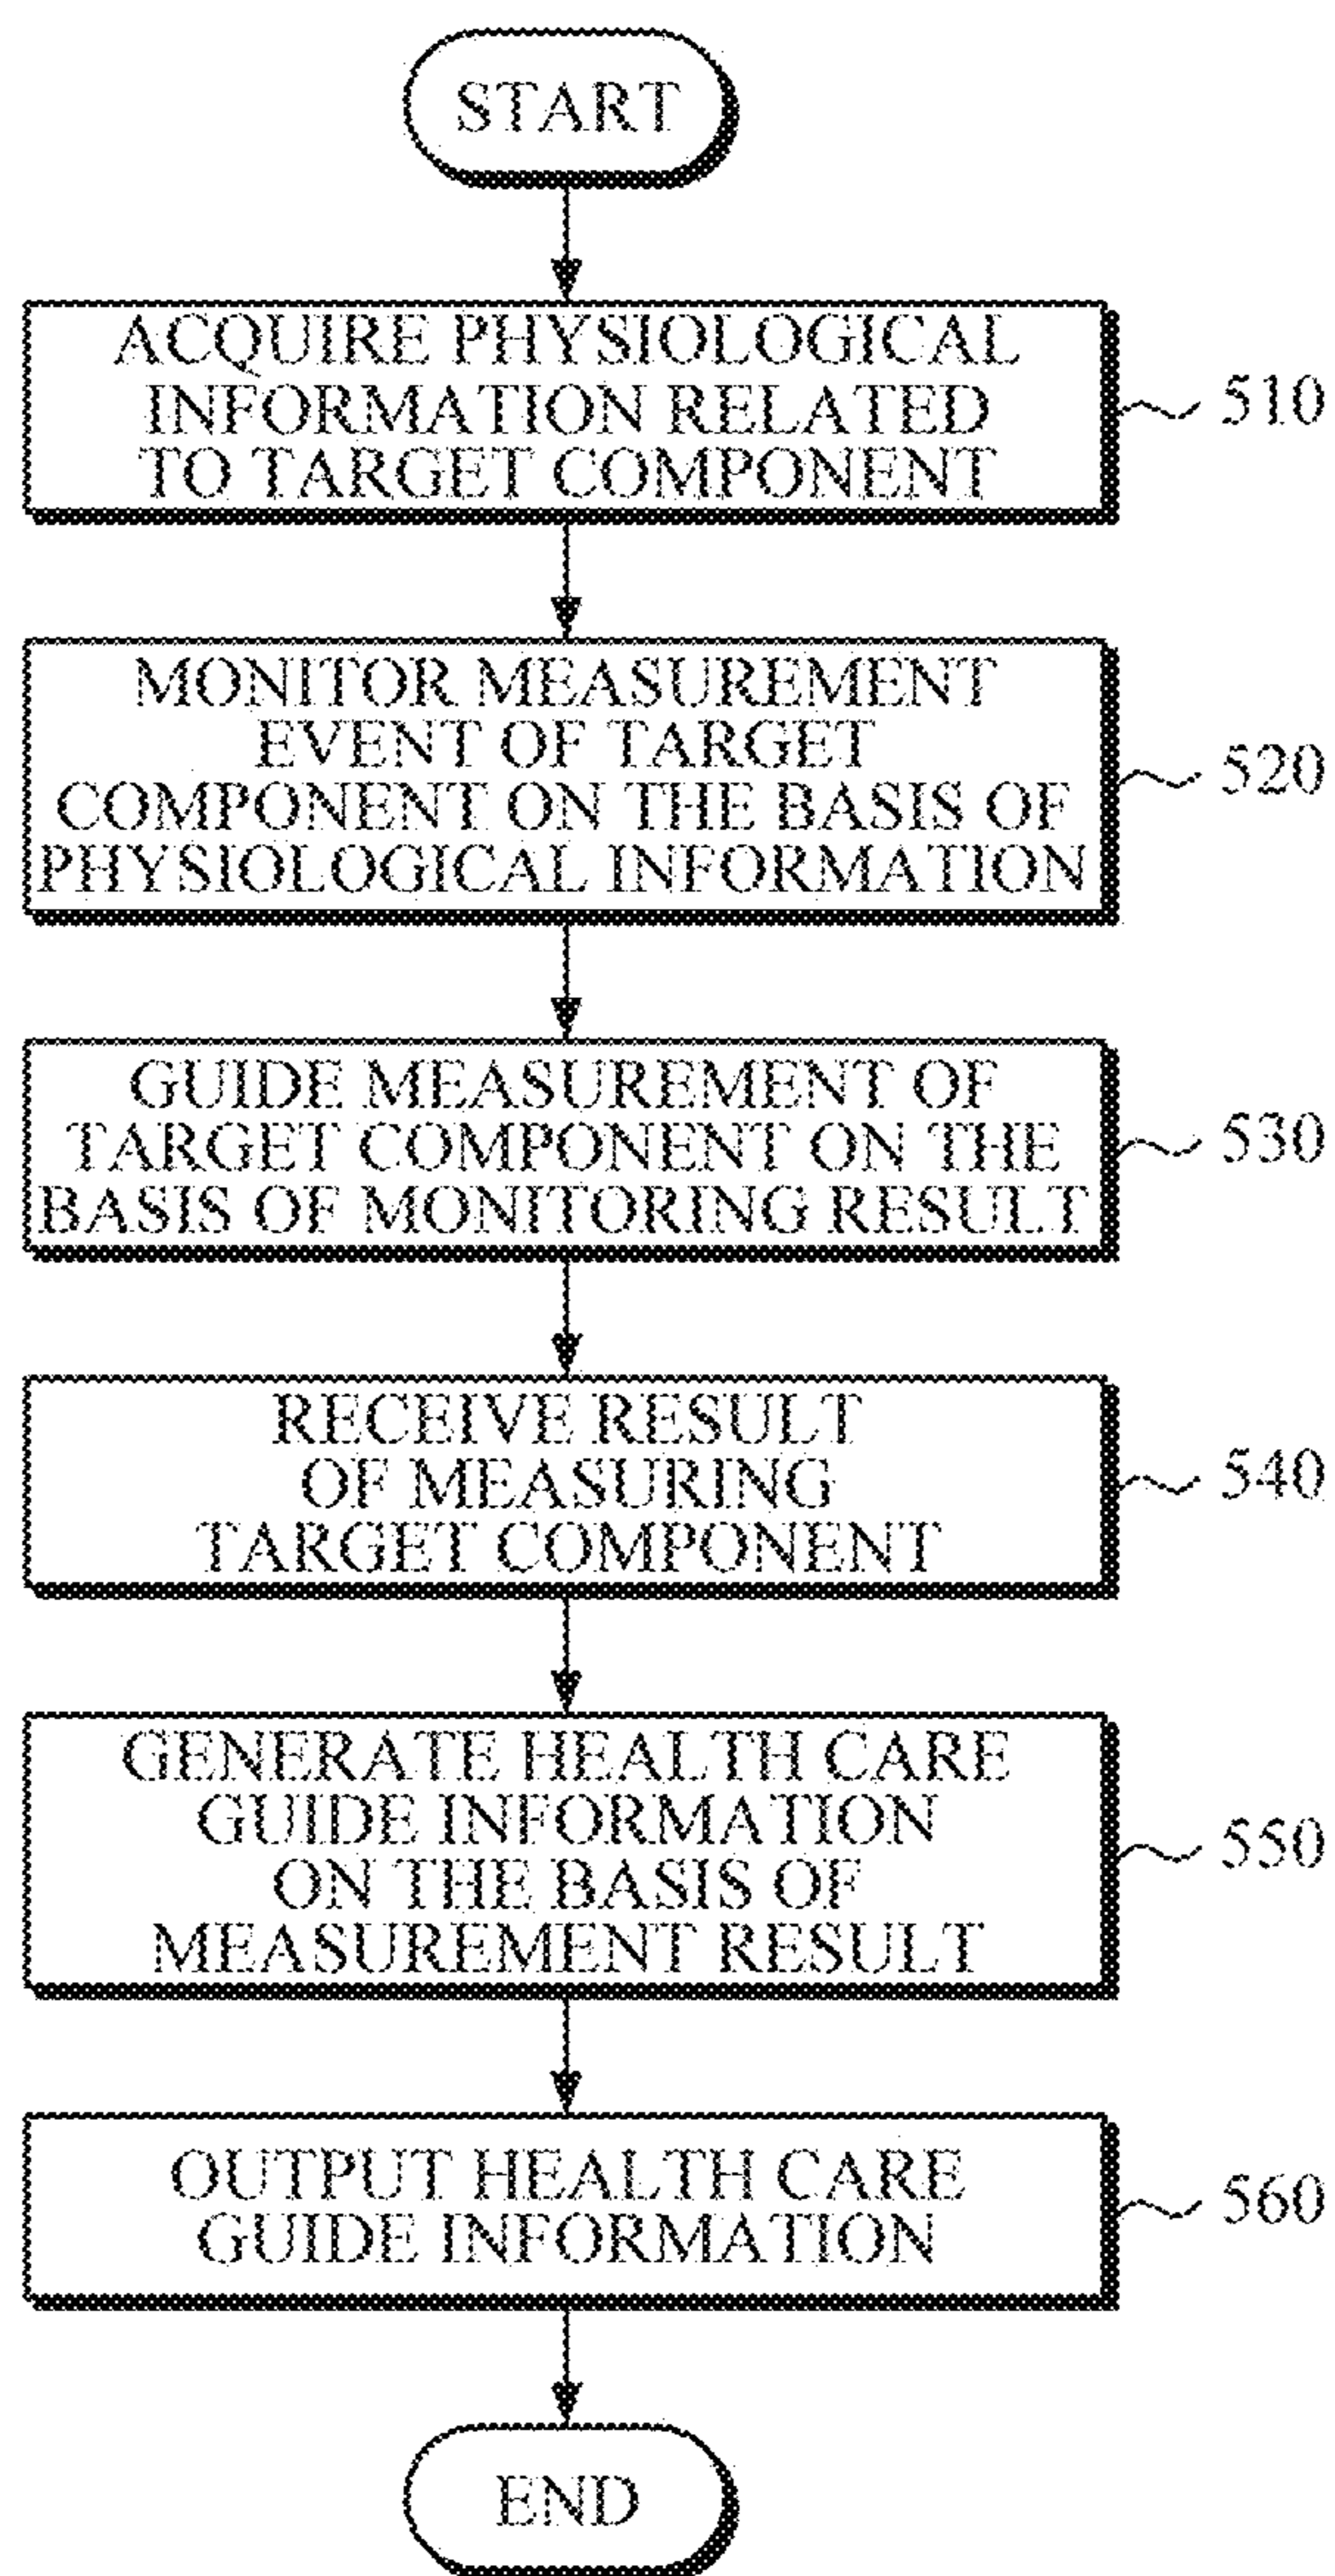 START
ACQUIRE PHYSIOLOGICAL
INFORMATION RELATED
TO TARGET COMPONENT
510
MONITOR MEASUREMENT
EVENT OF TARGET
COMPONENT ON THE BASIS OF
PHYSIOLOGICAL INFORMATION
520
GUIDE MEASUREMENT OF
TARGET COMPONENT ON THE
BASIS OF MONITORING RESULT
530
RECEIVE RESULT
OF MEASURING
TARGET COMPONENT
540
GENERATE HEALTH CARE
GUIDE INFORMATION
ON THE BASIS OF
MEASUREMENT RESULT
550
OUTPUT HEALTH CARE
GUIDE INFORMATION
560
END